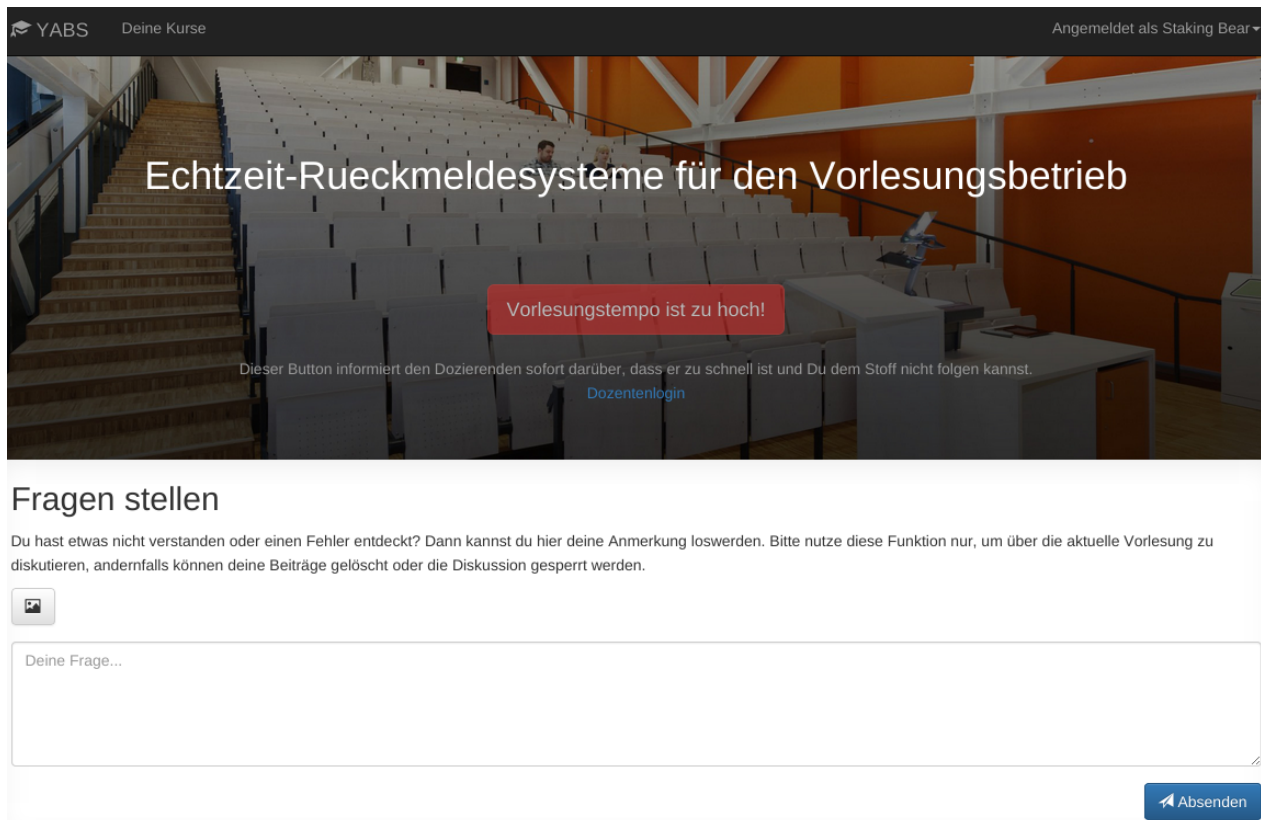 YABS
Deine Kurse
Angemeldet als Staking Bear
Echtzeit-Rueckmeldesysteme für den Vorlesungsbetrieb
Vorlesungstempo ist zu hoch!
Dieser Button informiert den Dozierenden sofort darüber, dass er zu schnell ist und Du dem Stoff nicht folgen kannst.
Dozentenlogin
Fragen stellen
Du hast etwas nicht verstanden oder einen Fehler entdeckt? Dann kannst du hier deine Anmerkung loswerden. Bitte nutze diese Funktion nur, um über die aktuelle Vorlesung zu
diskutieren, andernfalls können deine Beiträge gelöscht oder die Diskussion gesperrt werden.
Deine Frage...
Absenden